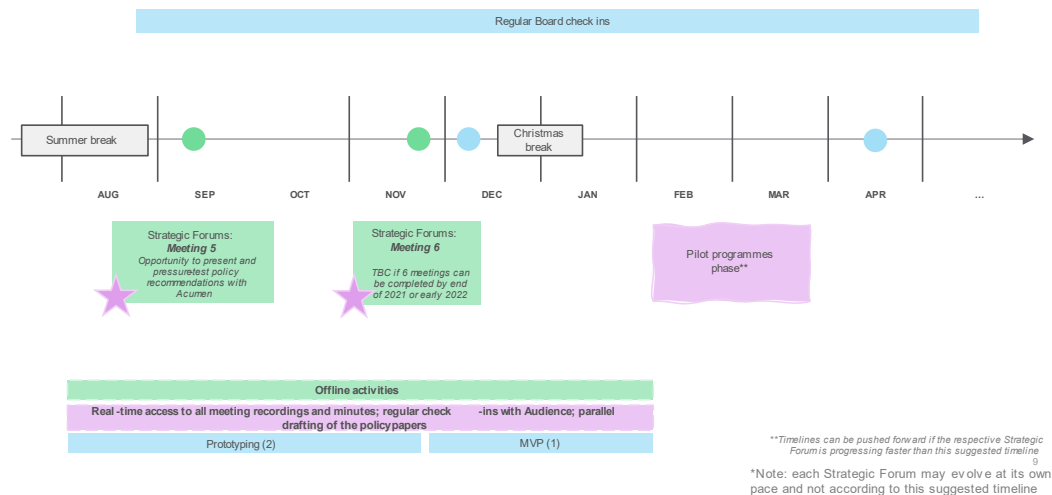 Regular Board check ins
Summer break
Christmas
break
AUG
SEP
OCT
NOV
DEC
JAN
FEB
MAR
APR
...
Strategic Forums:
Meeting 5
Opportunity to present and
pressure-test policy
recommendations with
Acumen
Strategic Forums:
Meeting 6
TBC if 6 meetings can
be completed by end
of 2021 or early 2022
Pilot programmes
phase**
Offline activities
Real-time access to all meeting recordings and minutes; regular check -ins with Audience; parallel
drafting of the policy papers
Prototyping (2)
MVP (1)
**Timelines can be pushed forward if the respective Strategic
Forum is progressing faster than this suggested timeline
9
*Note: each Strategic Forum may evolve at its own
pace and not according to this suggested timeline